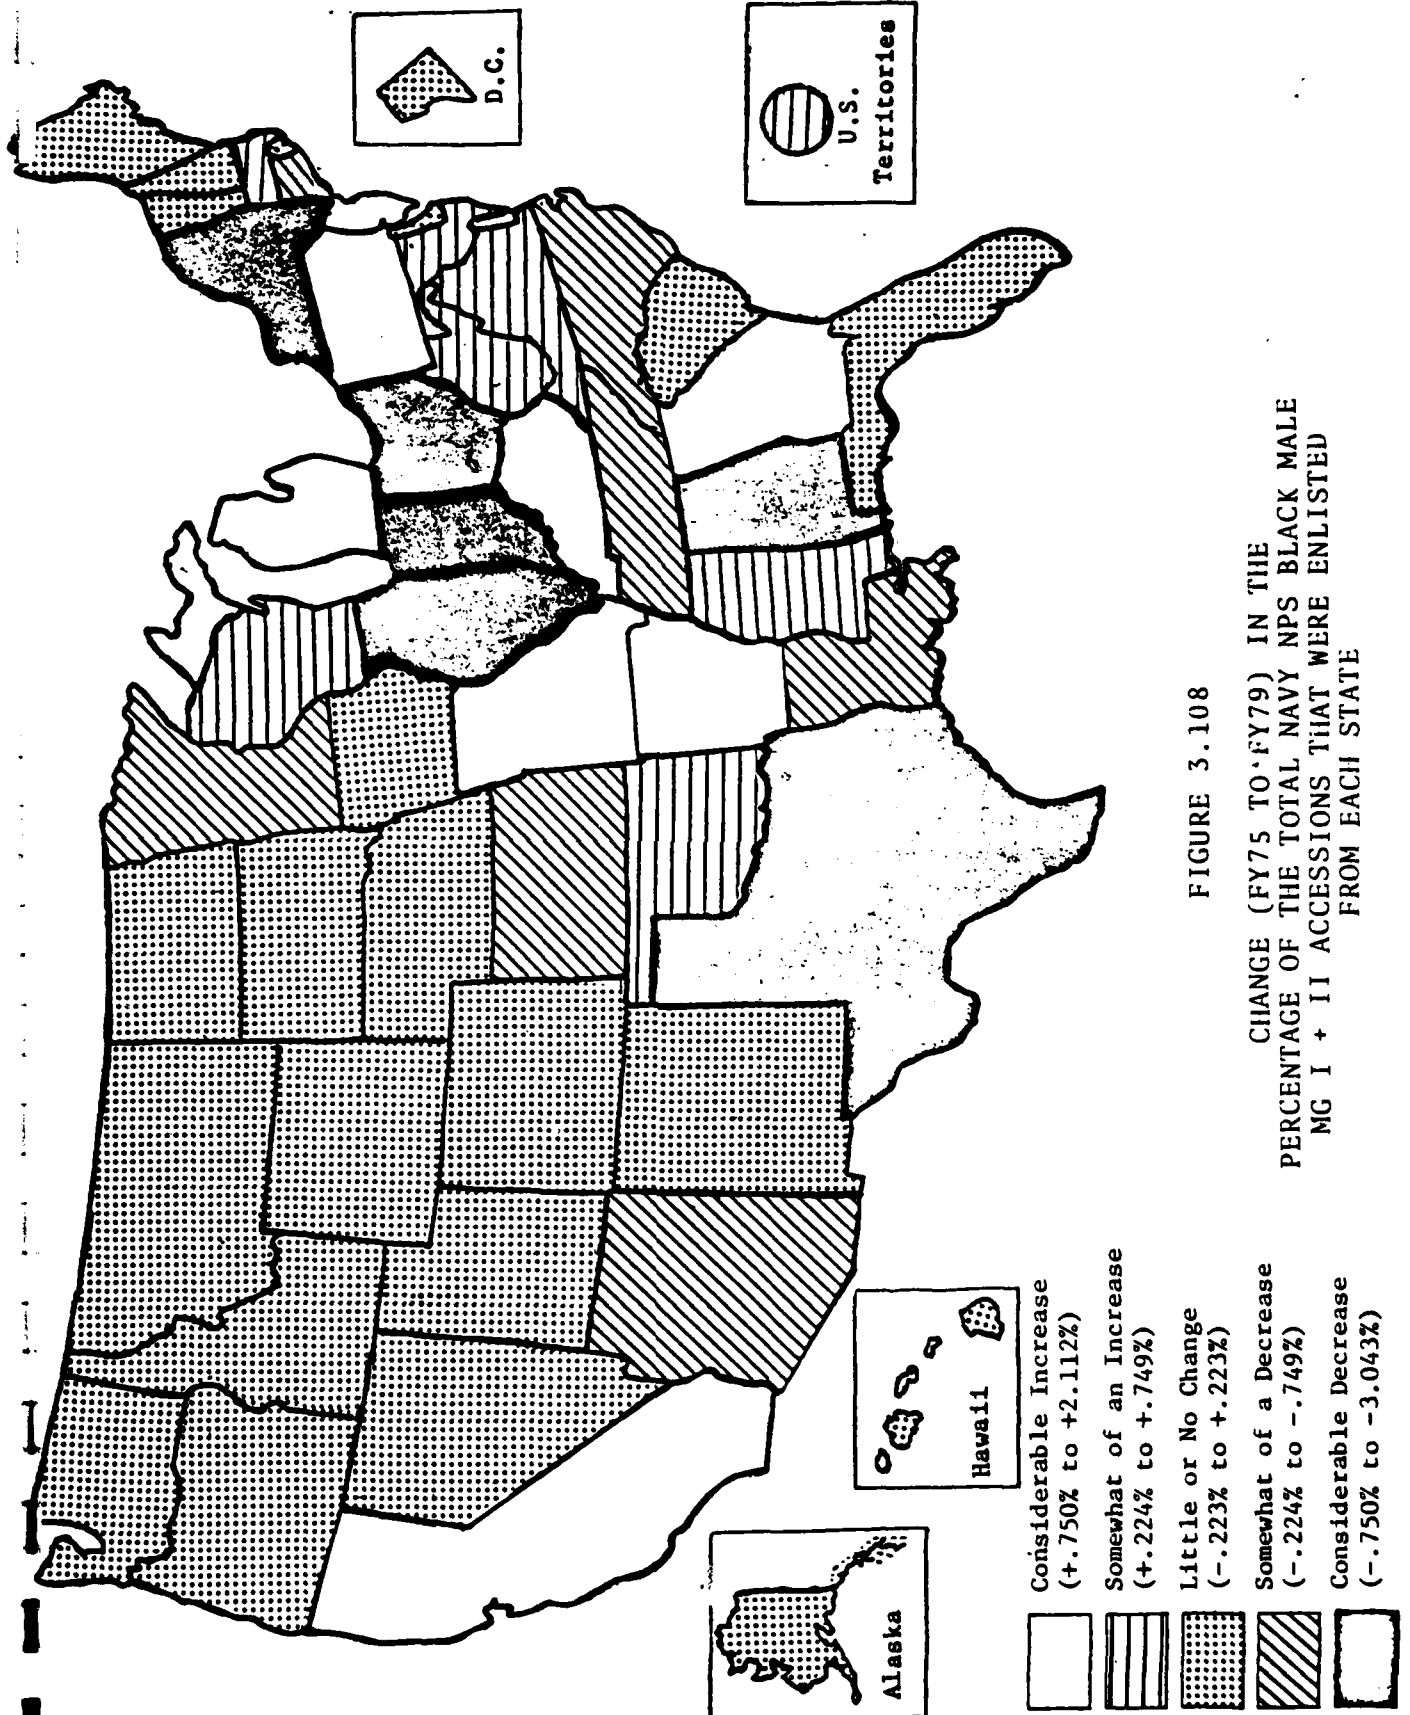 D.C.
U.S.
Territories
Alaska
Hawaii
Considerable Increase
(+.750% to +2.112%)
Somewhat of an Increase
(+.224% to +.749%)
Little or No Change
(-.223% to +.223%)
Somewhat of a Decrease
(-.224% to -.749%)
Considerable Decrease
(-.750% to -3.043%)
FIGURE 3.108
CHANGE (FY75 TO FY79) IN THE
PERCENTAGE OF THE TOTAL NAVY NPS BLACK MALE
MG I + II ACCESSIONS THAT WERE ENLISTED
FROM EACH STATE